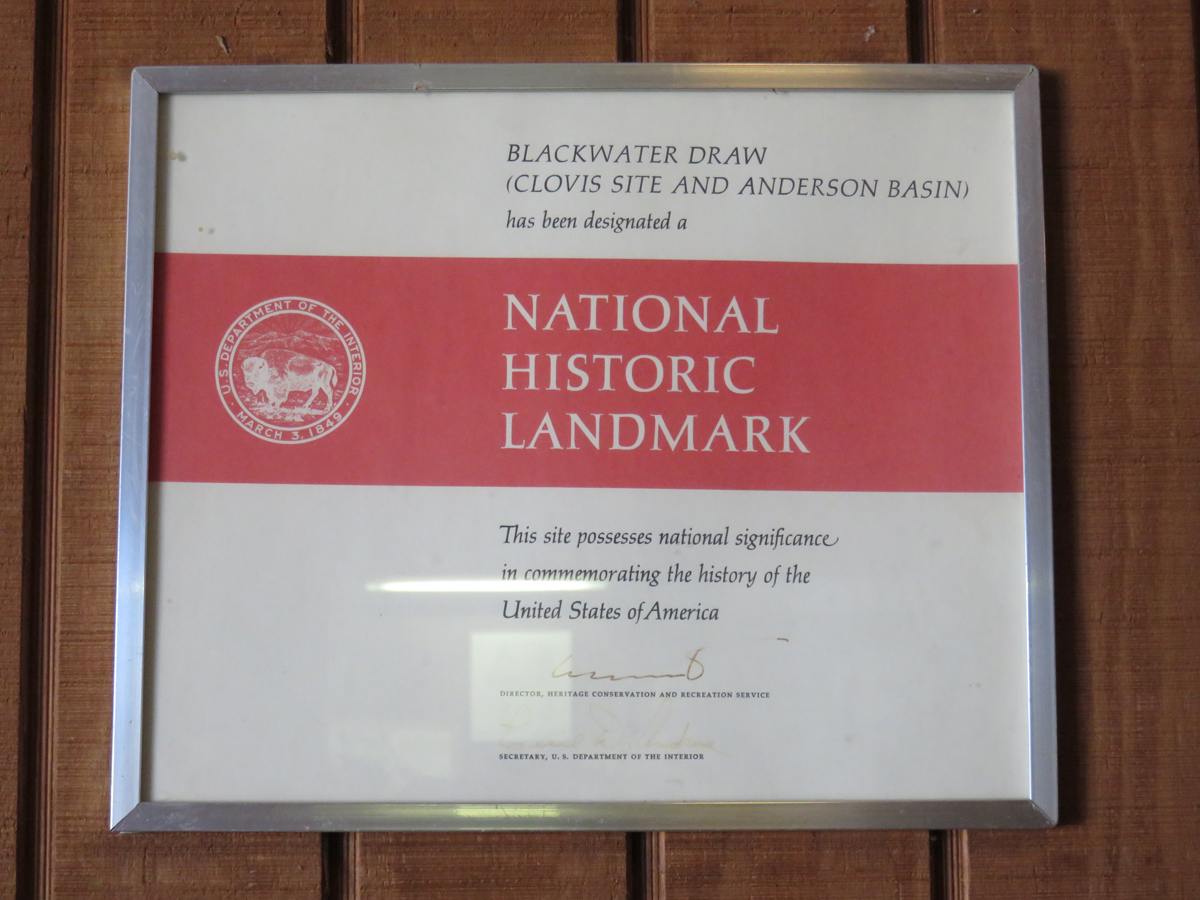 BLACKWATER DRAW
(CLOVIS SITE AND ANDERSON BASIN)
has been designated a
U.S. DEPARTMENT OF THE INTERIOR
MARCH 3, 1849
NATIONAL
HISTORIC
LANDMARK
This site possesses national significance
in commemorating the history of the
United States of America
DIRECTOR, HERITAGE CONSERVATION AND RECREATION SERVICE
SECRETARY, U. S. DEPARTMENT OF THE INTERIOR